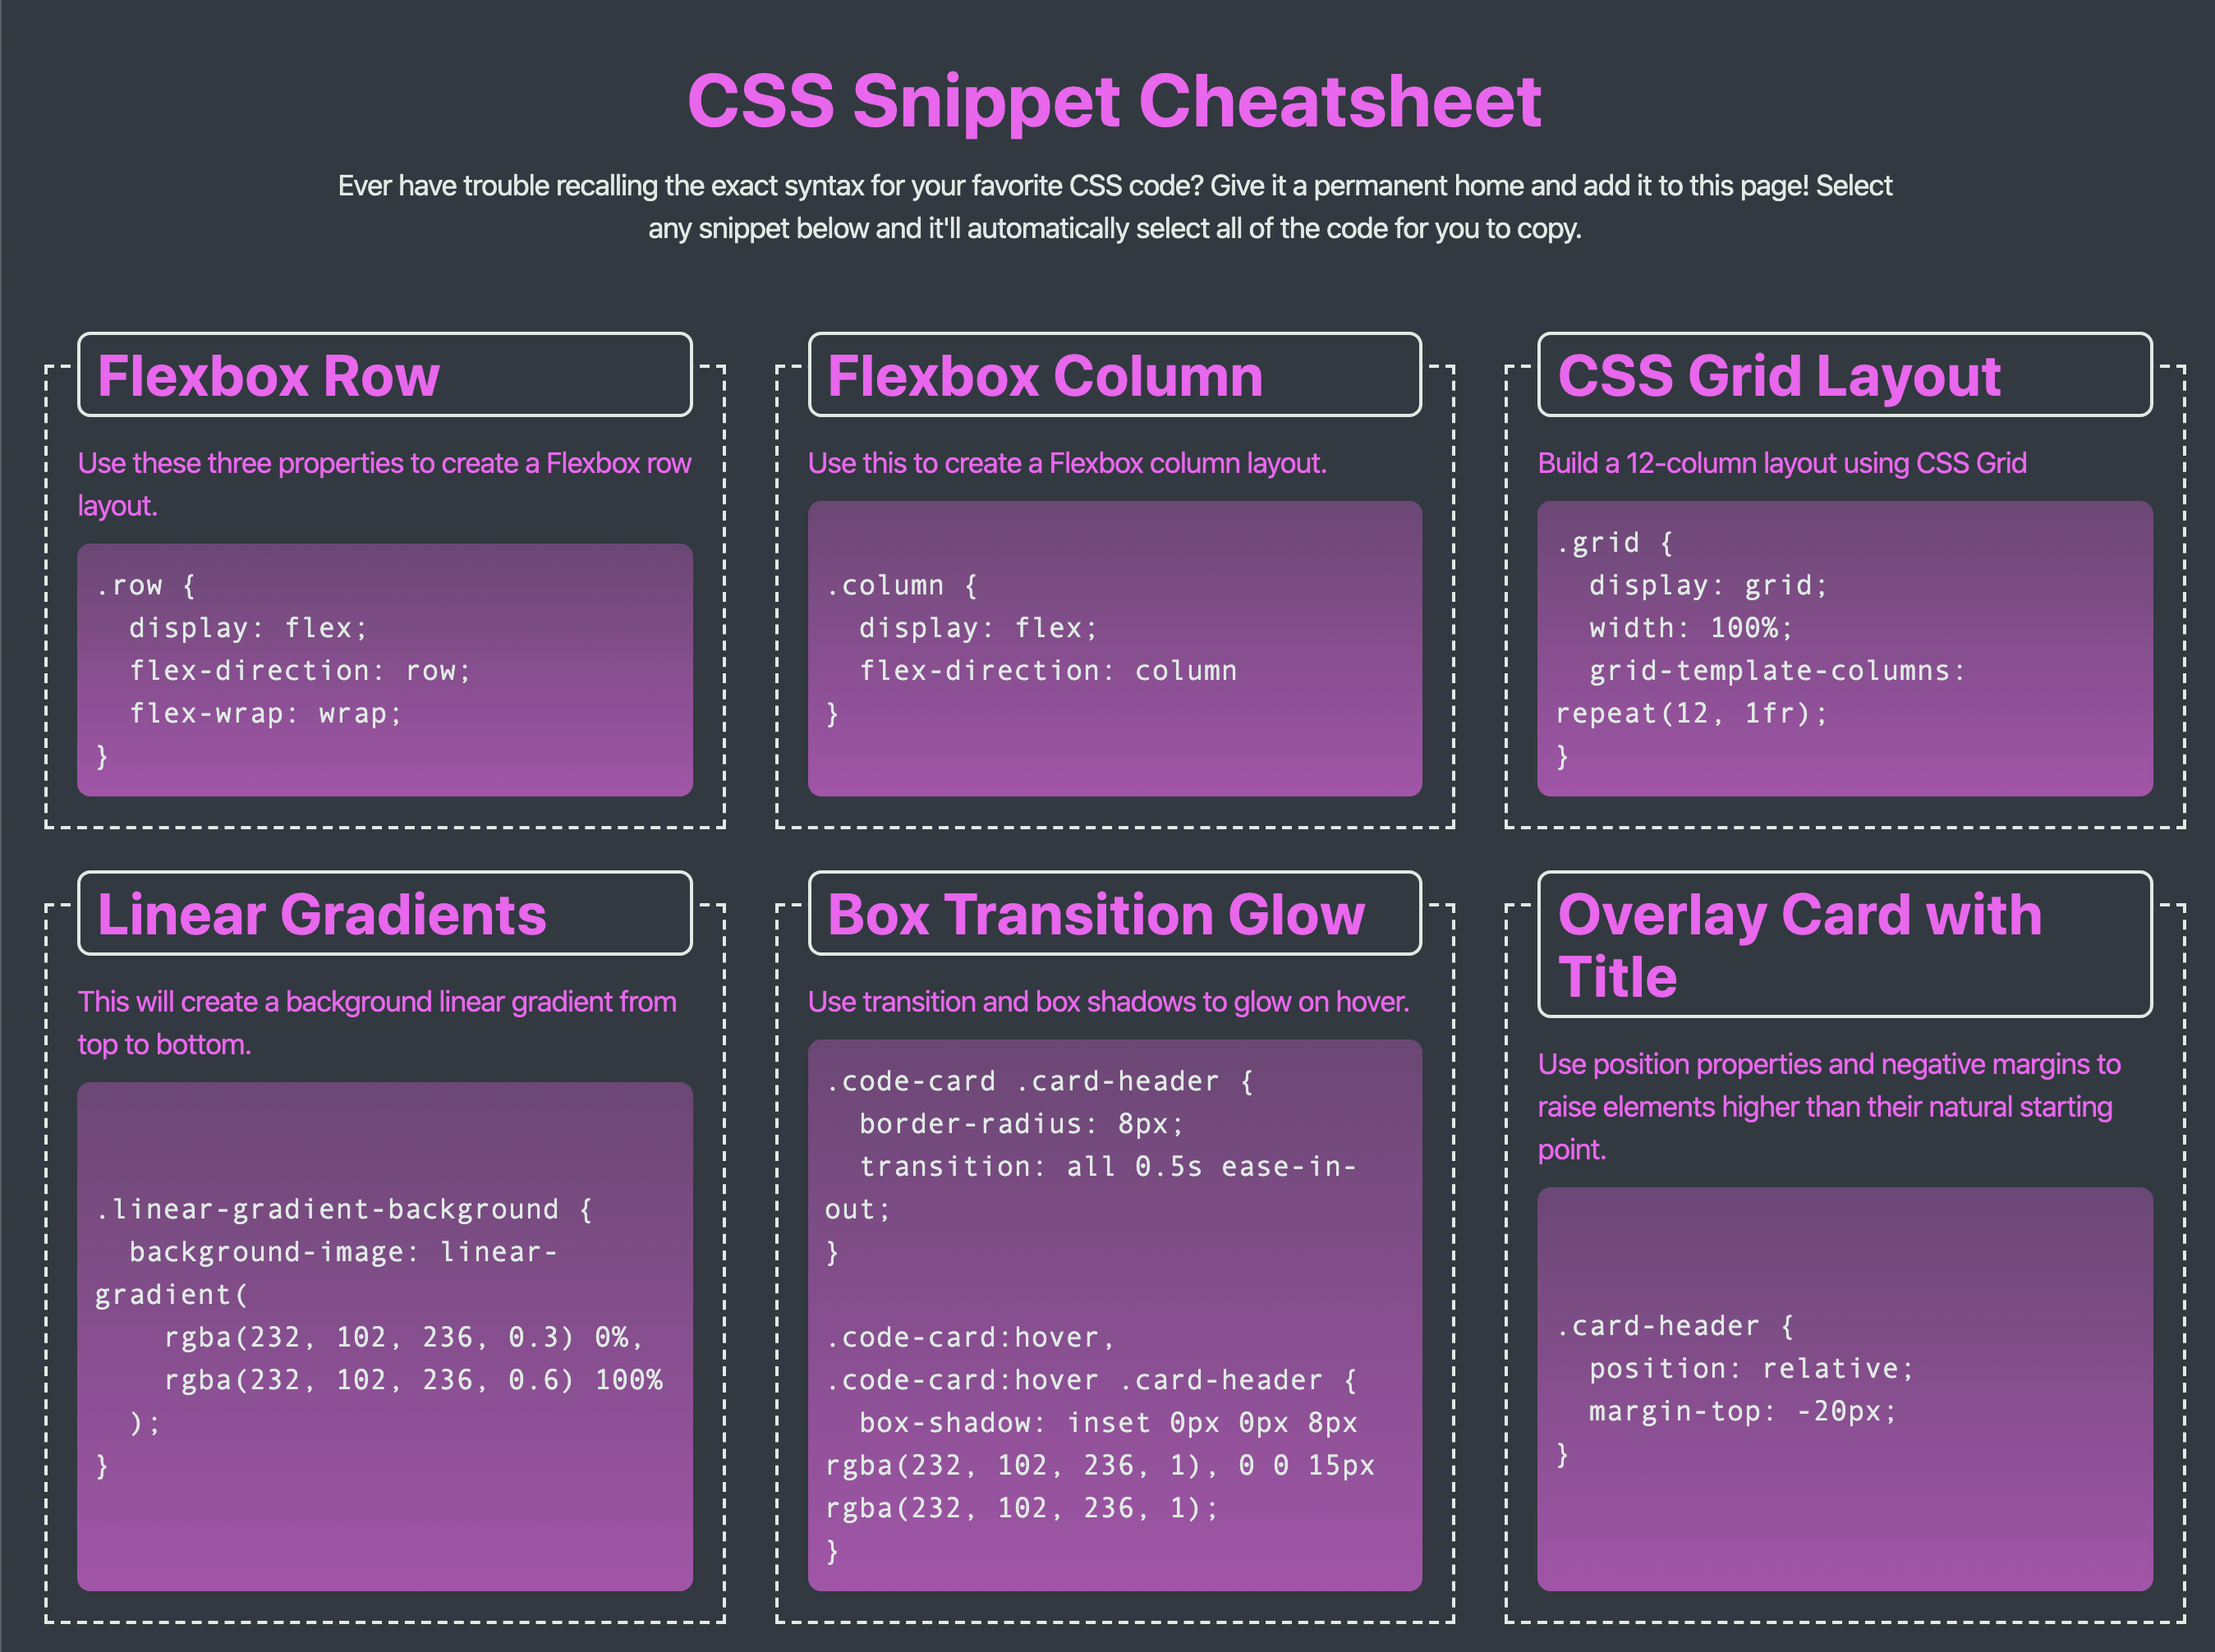 CSS Snippet Cheatsheet
Ever have trouble recalling the exact syntax for your favorite CSS code? Give it a permanent home and add it to this page! Select
any snippet below and it'll automatically select all of the code for you to copy.
Flexbox Row
Use these three properties to create a Flexbox row
layout.
.row {
  display: flex;
  flex-direction: row;
  flex-wrap: wrap;
}
Flexbox Column
Use this to create a Flexbox column layout.
.column {
  display: flex;
  flex-direction: column
}
CSS Grid Layout
Build a 12-column layout using CSS Grid
.grid {
  display: grid;
  width: 100%;
  grid-template-columns:
repeat(12, 1fr);
}
Linear Gradients
This will create a background linear gradient from
top to bottom.
.linear-gradient-background {
  background-image: linear-
gradient(
    rgba(232, 102, 236, 0.3) 0%,
    rgba(232, 102, 236, 0.6) 100%
  );
}
Box Transition Glow
Use transition and box shadows to glow on hover.
.code-card .card-header {
  border-radius: 8px;
  transition: all 0.5s ease-in-
out;
}
.code-card:hover,
.code-card:hover .card-header {
  box-shadow: inset 0px 0px 8px
rgba(232, 102, 236, 1), 0 0 15px
rgba(232, 102, 236, 1);
}
Overlay Card with
Title
Use position properties and negative margins to
raise elements higher than their natural starting
point.
.card-header {
  position: relative;
  margin-top: -20px;
}